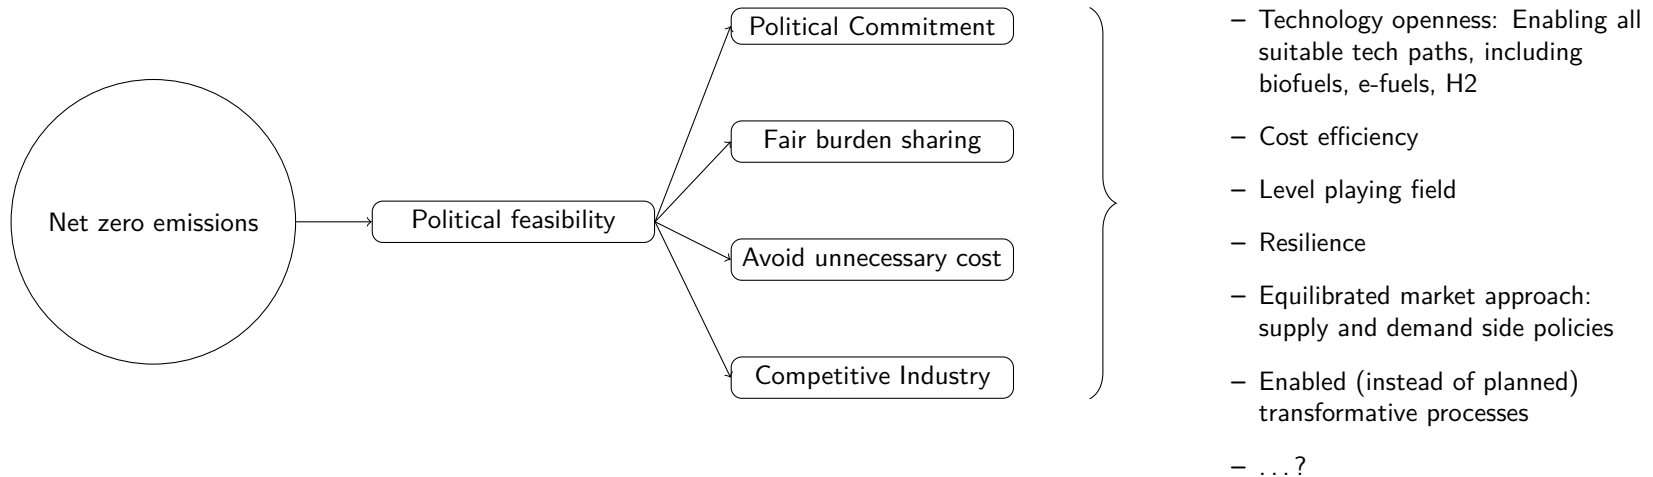 Net zero emissions
Political feasibility
Political Commitment
Fair burden sharing
Avoid unnecessary cost
Competitive Industry
– Technology openness: Enabling all
suitable tech paths, including
biofuels, e-fuels, H2
– Cost efficiency
– Level playing field
– Resilience
– Equilibrated market approach:
supply and demand side policies
– Enabled (instead of planned)
transformative processes
– ...?